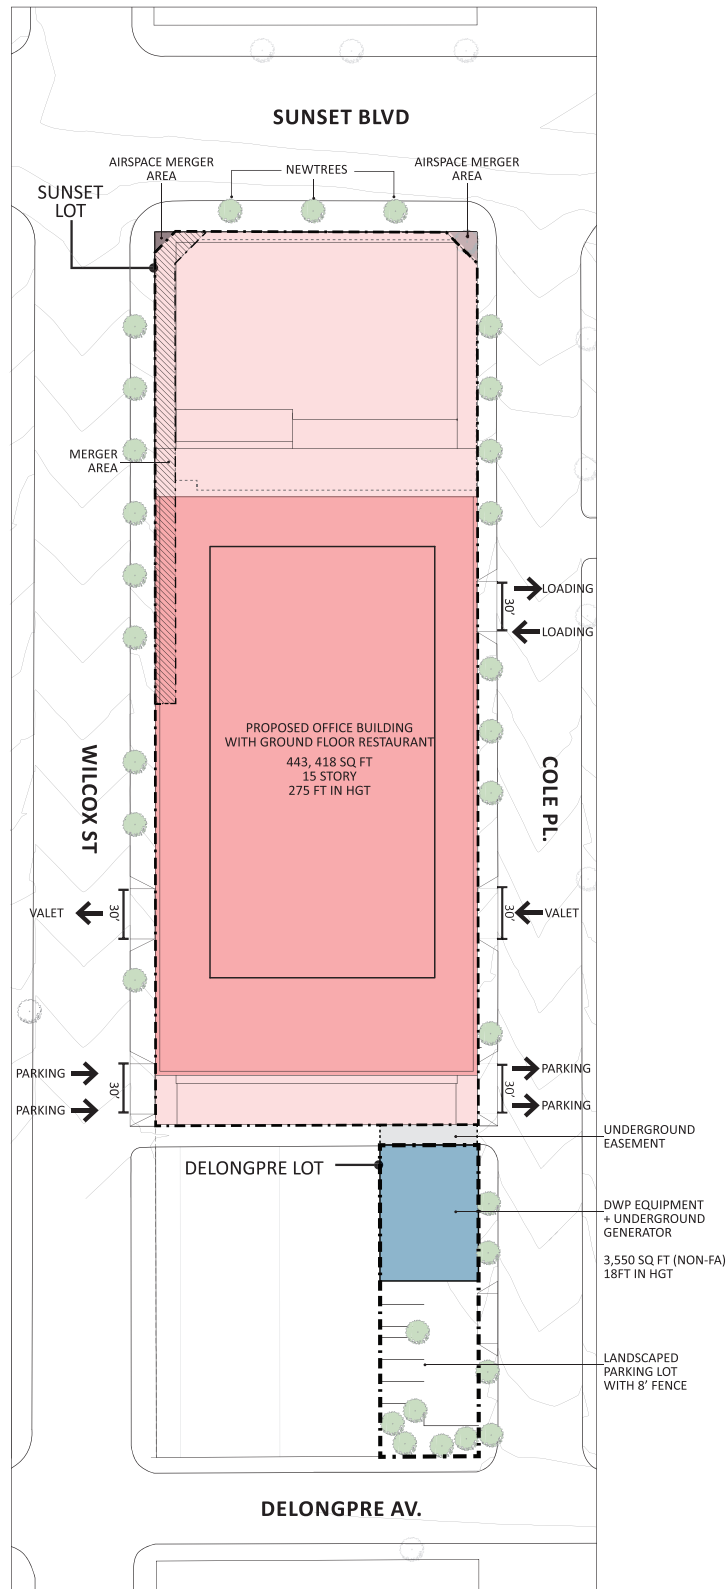 SUNSET BLVD
AIRSPACE MERGER
AREA
NEWTREES
AIRSPACE MERGER
AREA
SUNSET
LOT
MERGER
AREA
LOADING
30'
LOADING
PROPOSED OFFICE BUILDING
WITH GROUND FLOOR RESTAURANT
443, 418 SQ FT
15 STORY
275 FT IN HGT
WILCOX ST
COLE PL.
VALET
30'
30'
VALET
PARKING
30'
PARKING
PARKING
30'
PARKING
UNDERGROUND
EASEMENT
DELONGPRE LOT
DWP EQUIPMENT
+ UNDERGROUND
GENERATOR
3,550 SQ FT (NON-FA)
18FT IN HGT
LANDSCAPED
PARKING LOT
WITH 8' FENCE
DELONGPRE AV.